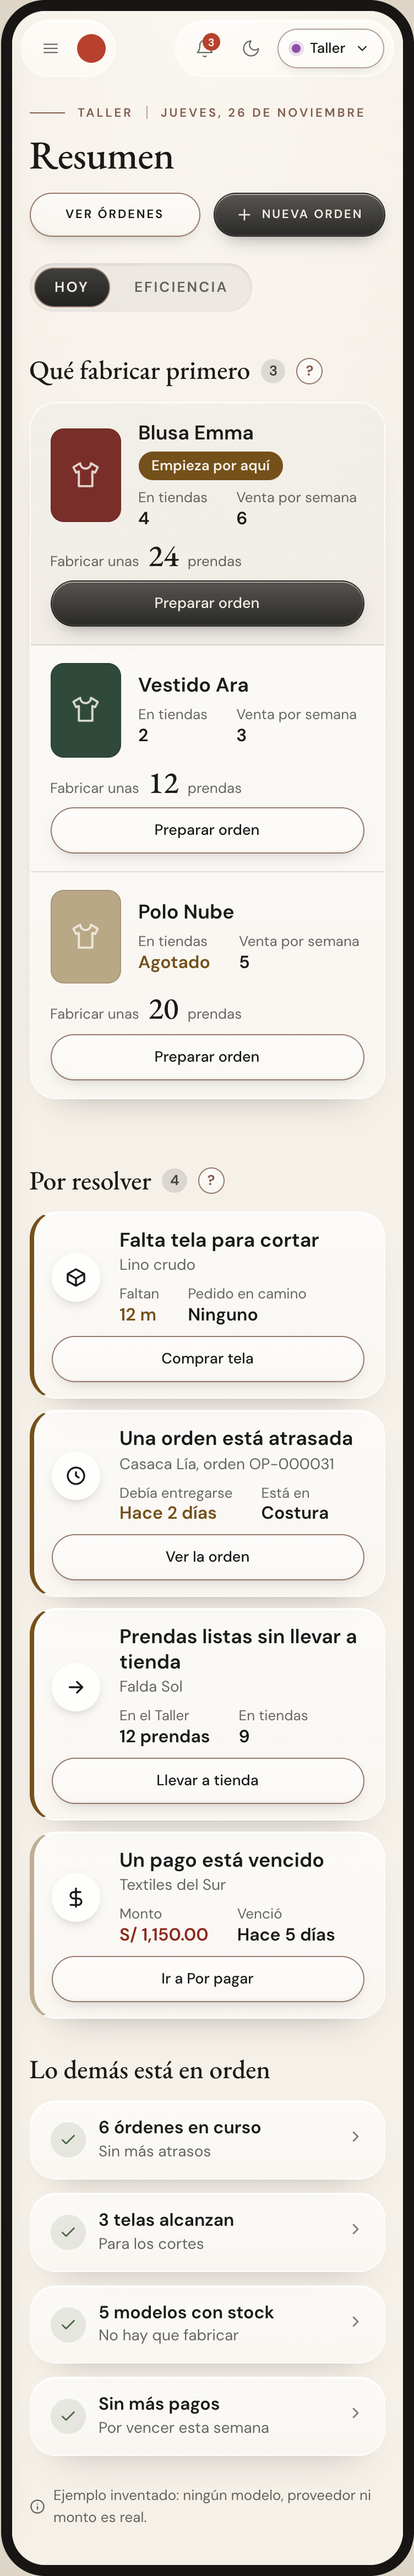 3
Taller
TALLER | JUEVES, 26 DE NOVIEMBRE
Resumen
VER ÓRDENES
+ NUEVA ORDEN
HOY
EFICIENCIA
Qué fabricar primero 3 ?
Blusa Emma
Empieza por aquí
En tiendas Venta por semana
4 6
Fabricar unas 24 prendas
Preparar orden
Vestido Ara
En tiendas Venta por semana
2 3
Fabricar unas 12 prendas
Preparar orden
Polo Nube
En tiendas Venta por semana
Agotado 5
Fabricar unas 20 prendas
Preparar orden
Por resolver 4 ?
Falta tela para cortar
Lino crudo
Faltan Pedido en camino
12 m Ninguno
Comprar tela
Una orden está atrasada
Casaca Lía, orden OP-000031
Debía entregarse Está en
Hace 2 días Costura
Ver la orden
Prendas listas sin llevar a
tienda
Falda Sol
En el Taller En tiendas
12 prendas 9
Llevar a tienda
$
Un pago está vencido
Textiles del Sur
Monto Venció
S/ 1,150.00 Hace 5 días
Ir a Por pagar
Lo demás está en orden
6 órdenes en curso
Sin más atrasos
3 telas alcanzan
Para los cortes
5 modelos con stock
No hay que fabricar
Sin más pagos
Por vencer esta semana
Ejemplo inventado: ningún modelo, proveedor ni
monto es real.